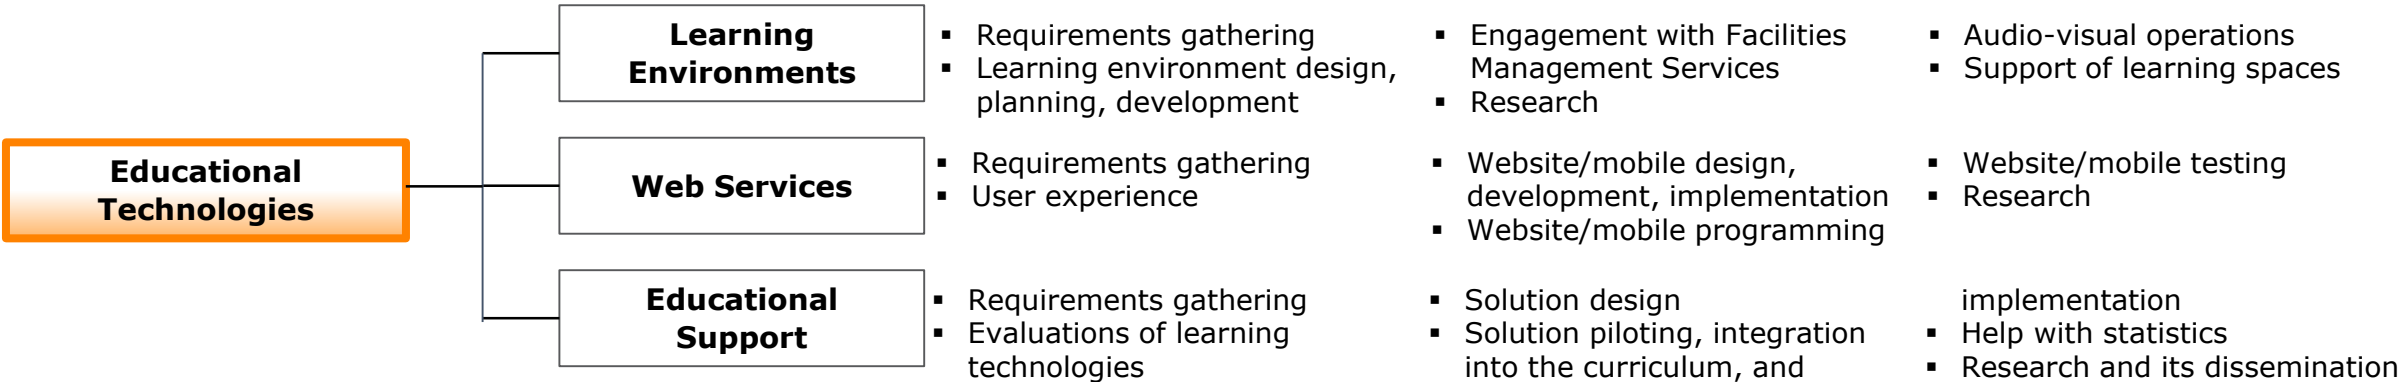 Educational
Technologies
Learning
Environments
▪ Requirements gathering
▪ Learning environment design,
planning, development
▪ Engagement with Facilities
Management Services
▪ Research
▪ Audio-visual operations
▪ Support of learning spaces
Web Services
▪ Requirements gathering
▪ User experience
▪ Website/mobile design,
development, implementation
▪ Website/mobile programming
▪ Website/mobile testing
▪ Research
Educational
Support
▪ Requirements gathering
▪ Evaluations of learning
technologies
▪ Solution design
▪ Solution piloting, integration
into the curriculum, and
implementation
▪ Help with statistics
▪ Research and its dissemination